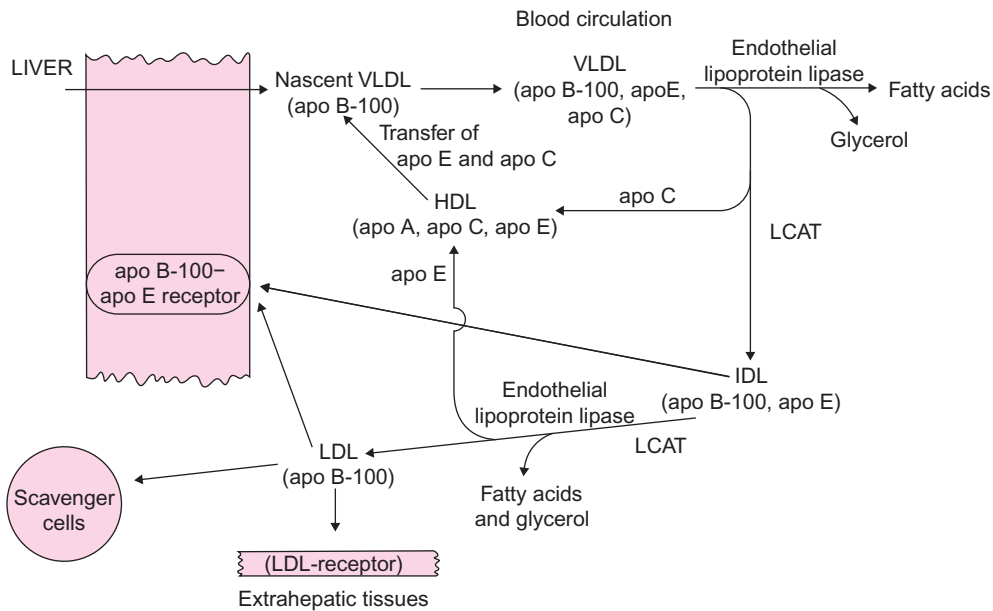 Blood circulation
LIVER
Nascent VLDL
(apo B-100)
VLDL
(apo B-100, apoE,
apo C)
Endothelial
lipoprotein lipase
Fatty acids
Glycerol
Transfer of
apo E and apo C
HDL
(apo A, apo C, apo E)
apo C
LCAT
apo B-100–
apo E receptor
apo E
IDL
(apo B-100, apo E)
Endothelial
lipoprotein lipase
LCAT
LDL
(apo B-100)
Fatty acids
and glycerol
Scavenger
cells
(LDL-receptor)
Extrahepatic tissues